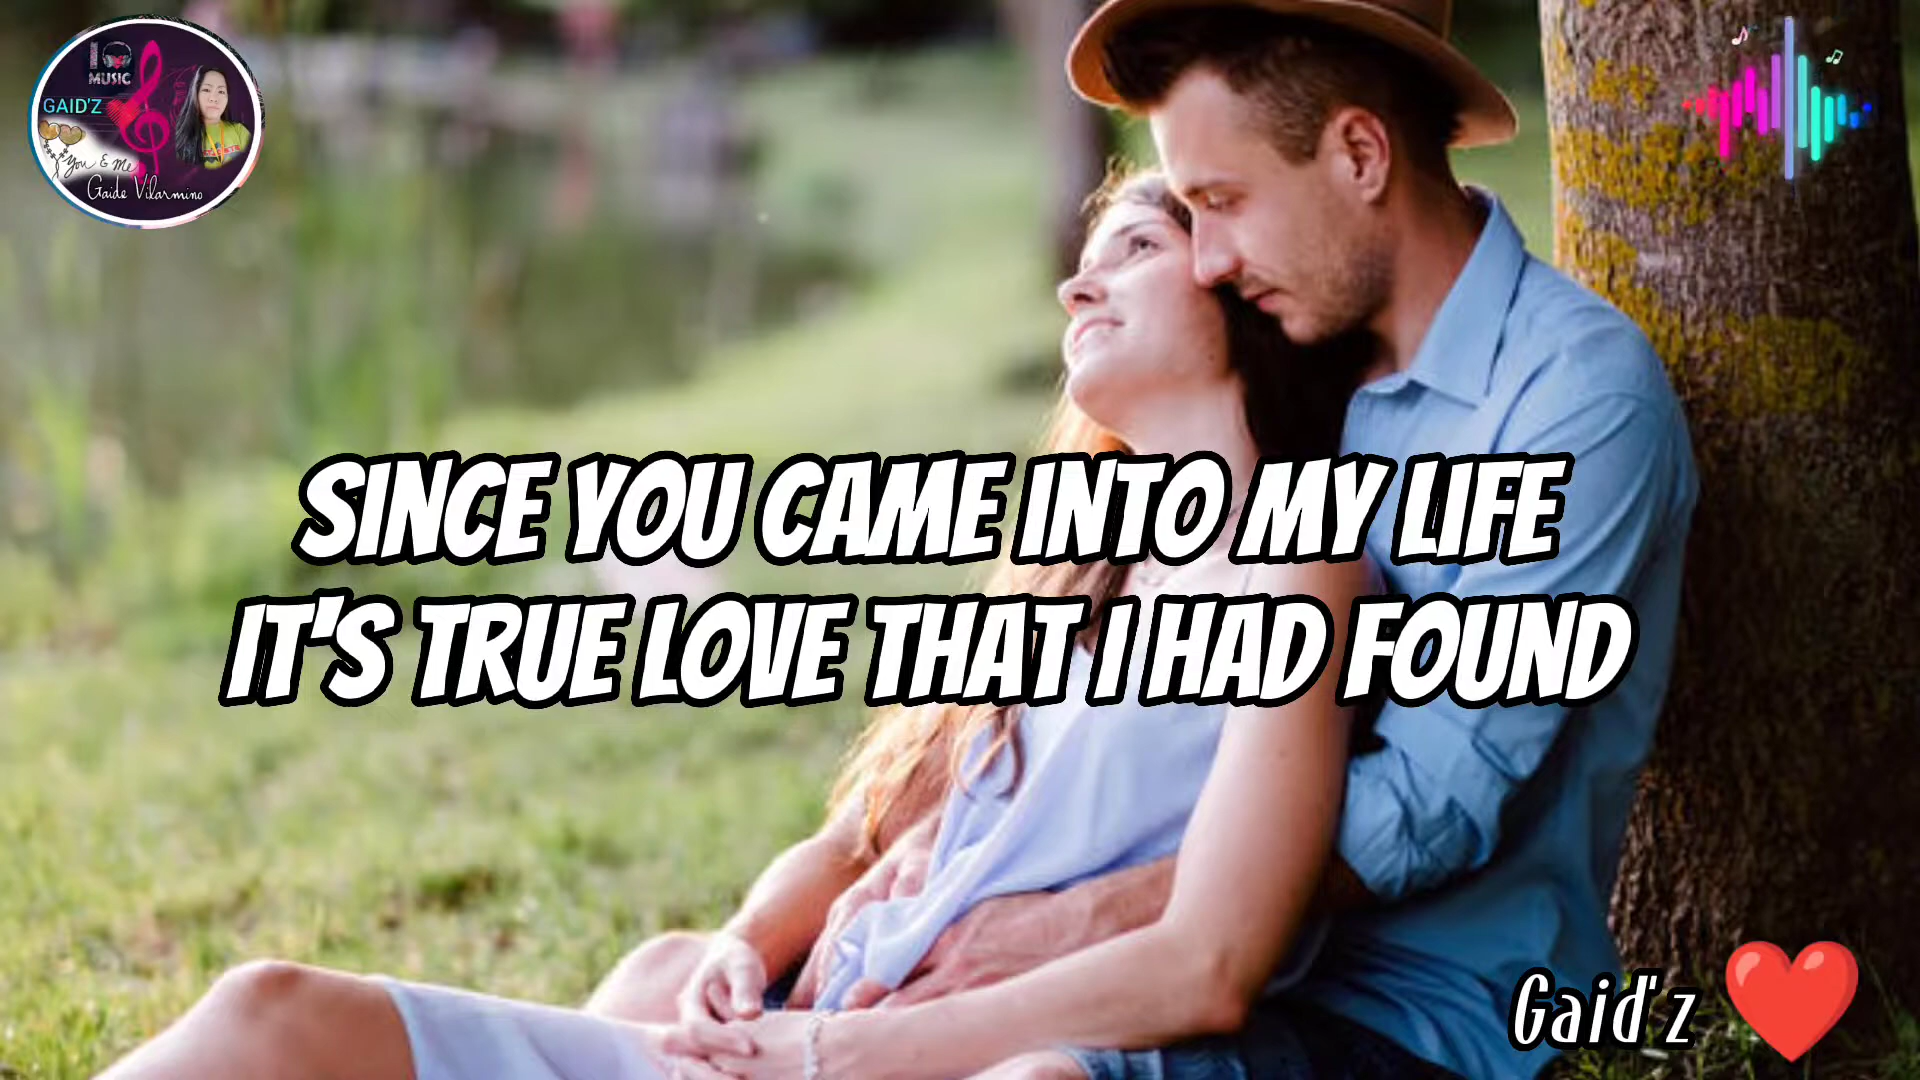 I
MUSIC
GAID'Z
You & Me
Gaide Vilarmino
SINCE YOU CAME INTO MY LIFE
IT'S TRUE LOVE THAT I HAD FOUND
Gaid'z